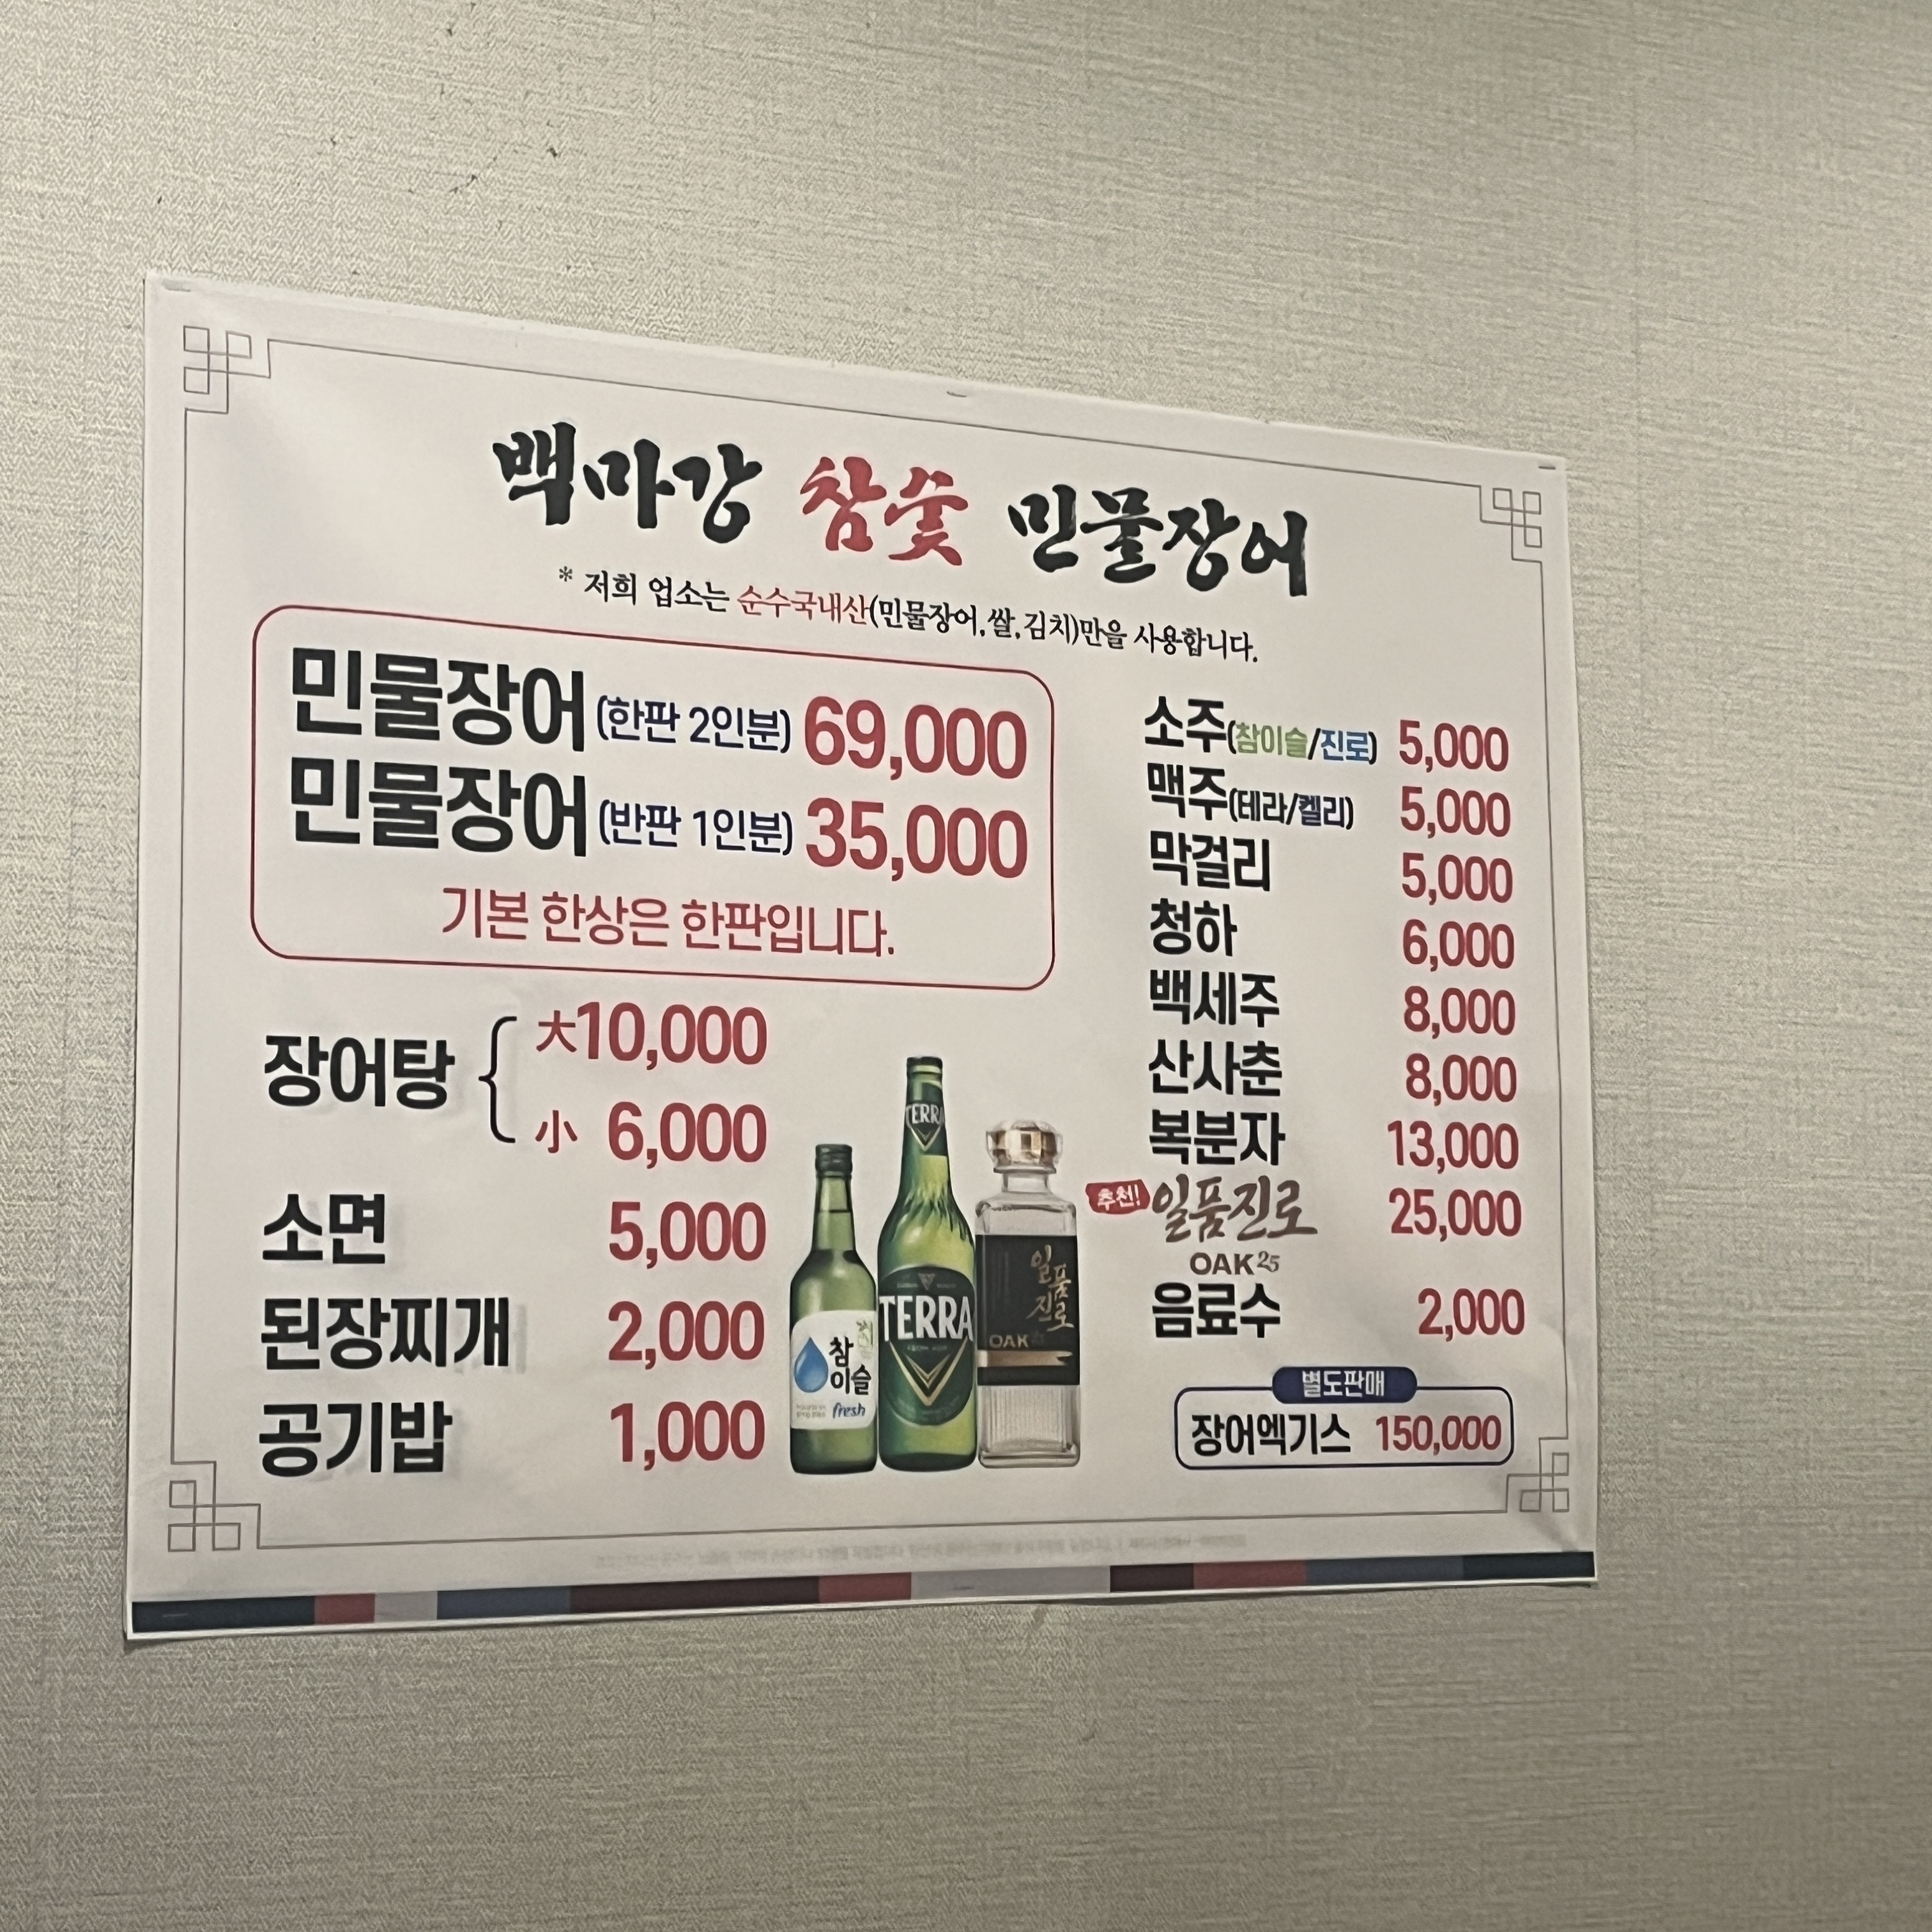 백마강 참숯 민물장어
* 저희 업소는 순수국내산(민물장어,쌀,김치)만을 사용합니다.
민물장어 (한판 2인분) 69,000
민물장어 (반판 1인분) 35,000
기본 한상은 한판입니다.
장어탕 大 10,000
小 6,000
소면 5,000
된장찌개 2,000
공기밥 1,000
TERRA
TERRA
참
이슬
fresh
일품
진로
OAK
소주(참이슬/진로) 5,000
맥주(테라/켈리) 5,000
막걸리 5,000
청하 6,000
백세주 8,000
산사춘 8,000
복분자 13,000
추천! 일품진로 25,000
OAK25
음료수 2,000
별도판매
장어엑기스 150,000